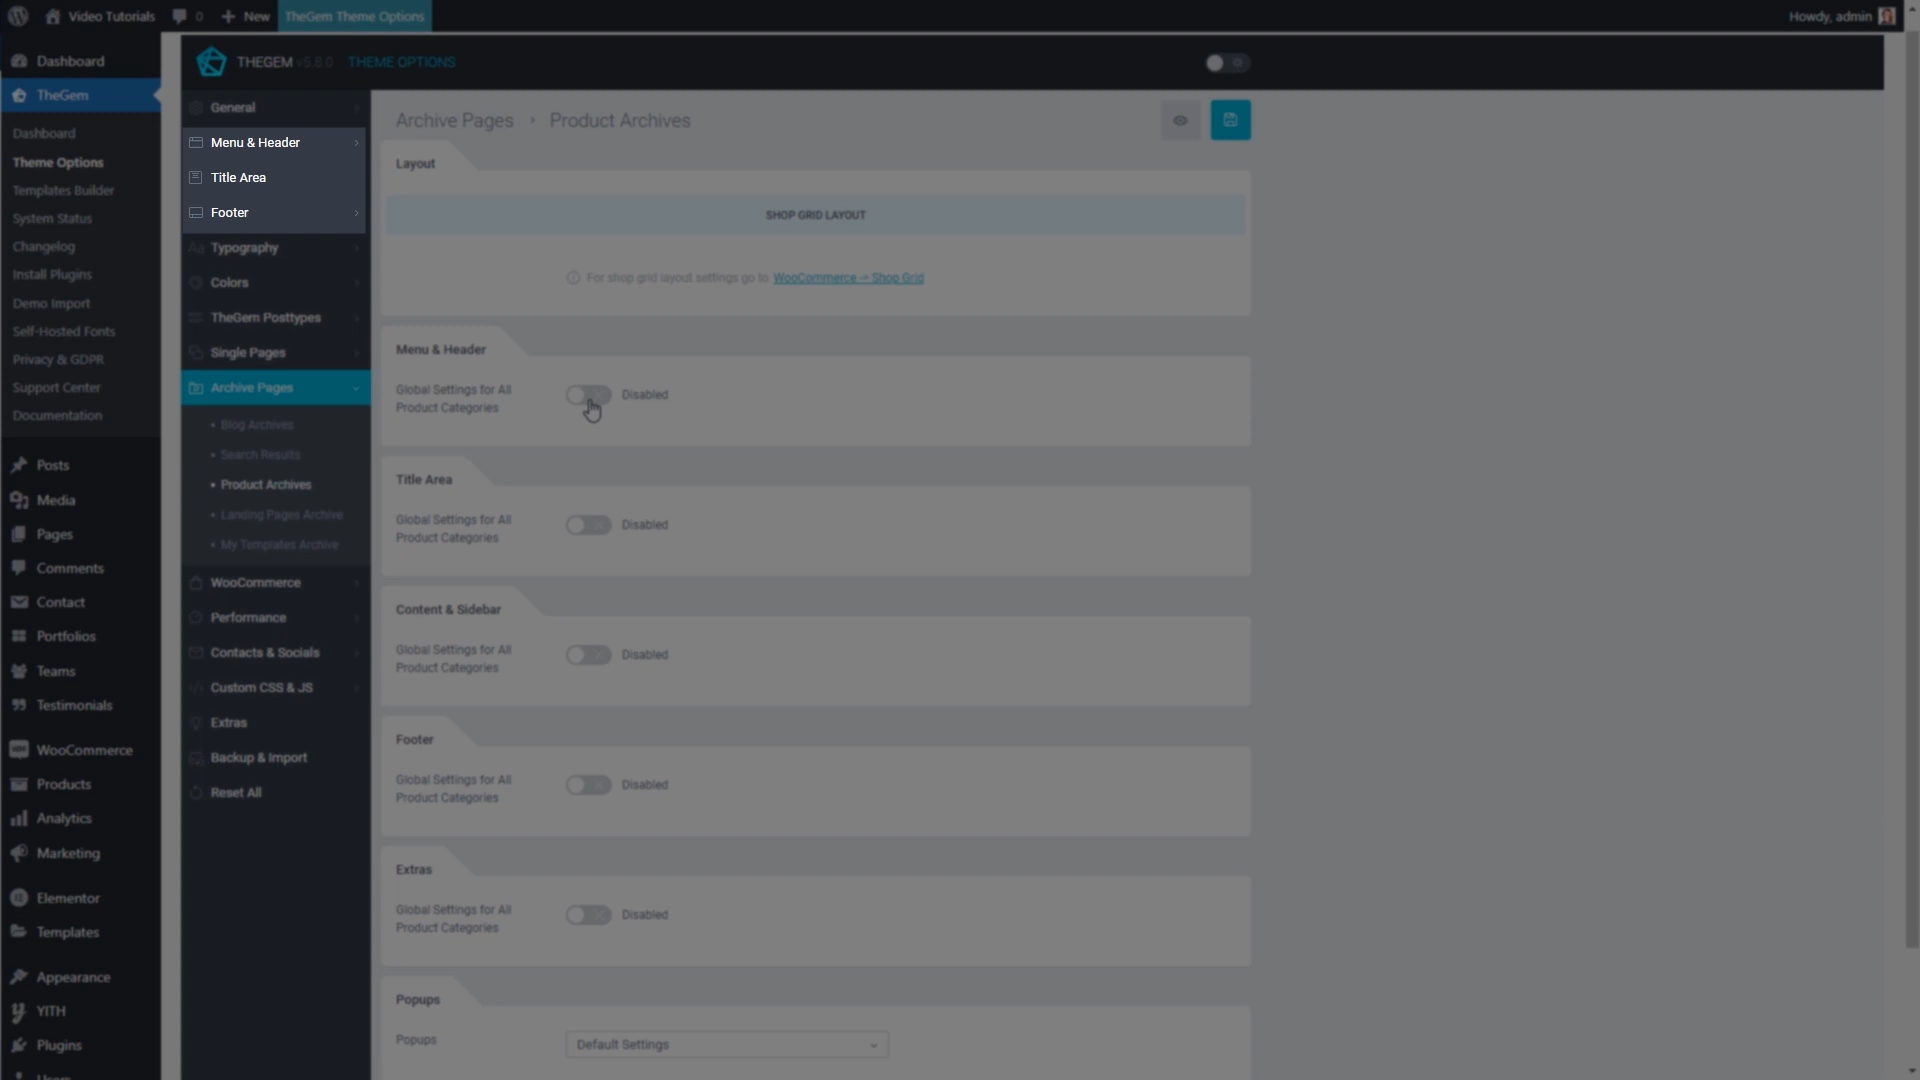 Video Tutorials
0
New
TheGem Theme Options
Howdy, admin
Dashboard
TheGem
Dashboard
Theme Options
Templates Builder
System Status
Changelog
Install Plugins
Demo Import
Self-Hosted Fonts
Privacy & GDPR
Support Center
Documentation
Posts
Media
Pages
Comments
Contact
Portfolios
Teams
Testimonials
WooCommerce
Products
Analytics
Marketing
Elementor
Templates
Appearance
YITH
Plugins
THEGEM v5.8.0 THEME OPTIONS
General
Menu & Header
Title Area
Footer
Typography
Colors
TheGem Posttypes
Single Pages
Archive Pages
Blog Archives
Search Results
Product Archives
Landing Pages Archive
My Templates Archive
WooCommerce
Performance
Contacts & Socials
Custom CSS & JS
Extras
Backup & Import
Reset All
Archive Pages › Product Archives
Layout
SHOP GRID LAYOUT
For shop grid layout settings go to WooCommerce → Shop Grid
Menu & Header
Global Settings for All
Product Categories
Disabled
Title Area
Global Settings for All
Product Categories
Disabled
Content & Sidebar
Global Settings for All
Product Categories
Disabled
Footer
Global Settings for All
Product Categories
Disabled
Extras
Global Settings for All
Product Categories
Disabled
Popups
Popups
Default Settings